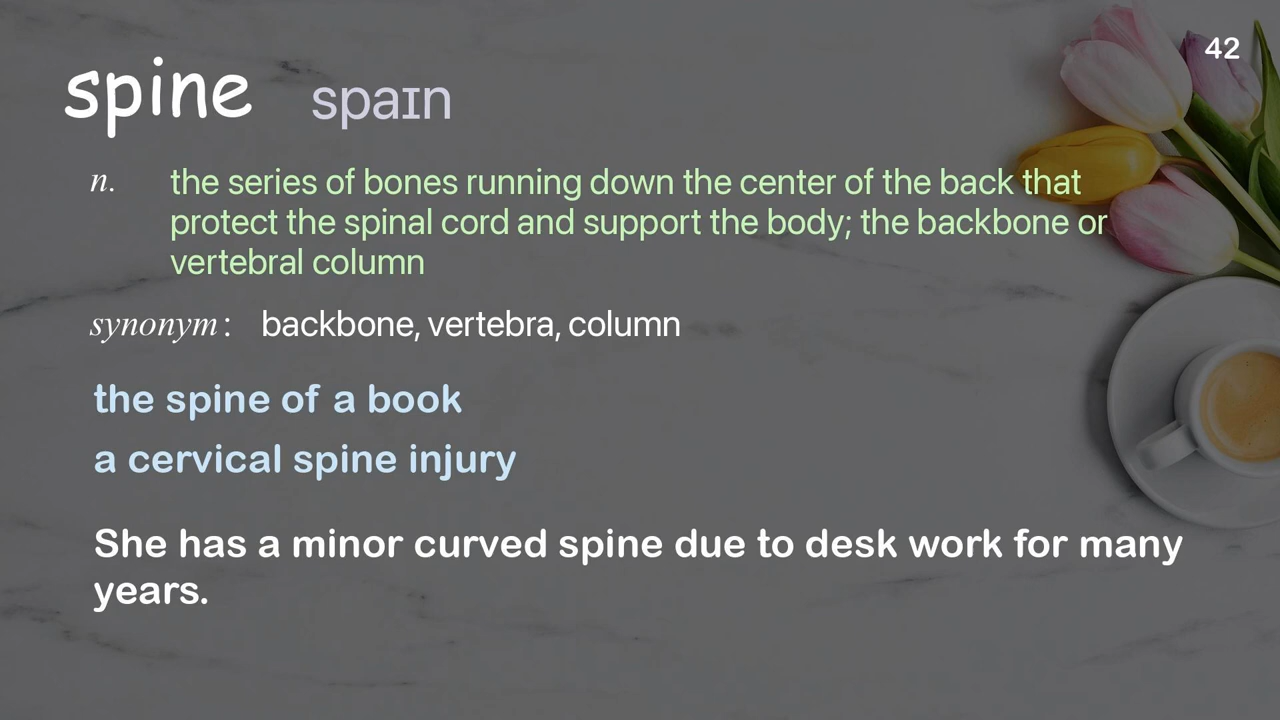 42
spine spaɪn
n. the series of bones running down the center of the back that
protect the spinal cord and support the body; the backbone or
vertebral column
synonym: backbone, vertebra, column
the spine of a book
a cervical spine injury
She has a minor curved spine due to desk work for many
years.